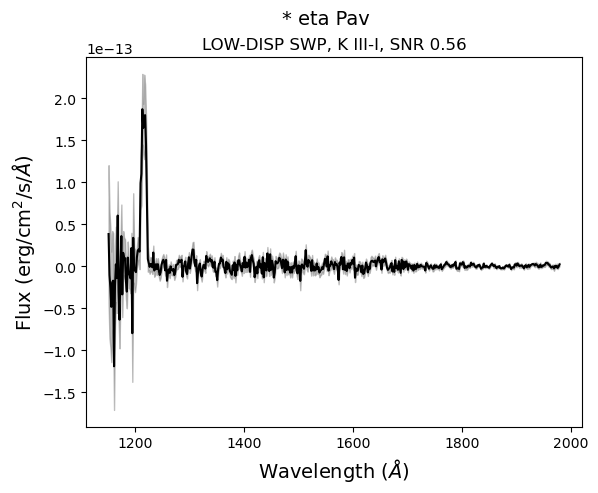 * eta Pav
LOW-DISP SWP, K III-I, SNR 0.56
1e−13
2.0
1.5
1.0
0.5
0.0
−0.5
−1.0
−1.5
Flux (erg/cm²/s/Å)
1200 1400 1600 1800 2000
Wavelength (Å)